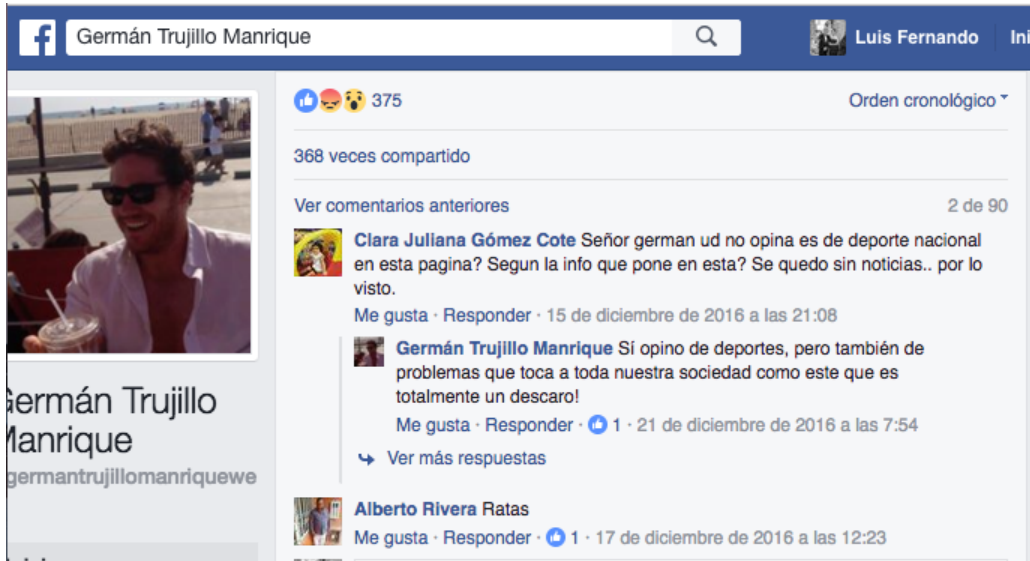 f
Germán Trujillo Manrique
Luis Fernando
Ini
375
Orden cronológico
368 veces compartido
Ver comentarios anteriores
2 de 90
Clara Juliana Gómez Cote Señor german ud no opina es de deporte nacional
en esta pagina? Segun la info que pone en esta? Se quedo sin noticias.. por lo
visto.
Me gusta · Responder · 15 de diciembre de 2016 a las 21:08
Germán Trujillo Manrique Sí opino de deportes, pero también de
problemas que toca a toda nuestra sociedad como este que es
totalmente un descaro!
Me gusta · Responder · 1 · 21 de diciembre de 2016 a las 7:54
Ver más respuestas
Alberto Rivera Ratas
Me gusta · Responder · 1 · 17 de diciembre de 2016 a las 12:23
Germán Trujillo
Manrique
germantrujillomanriquewe